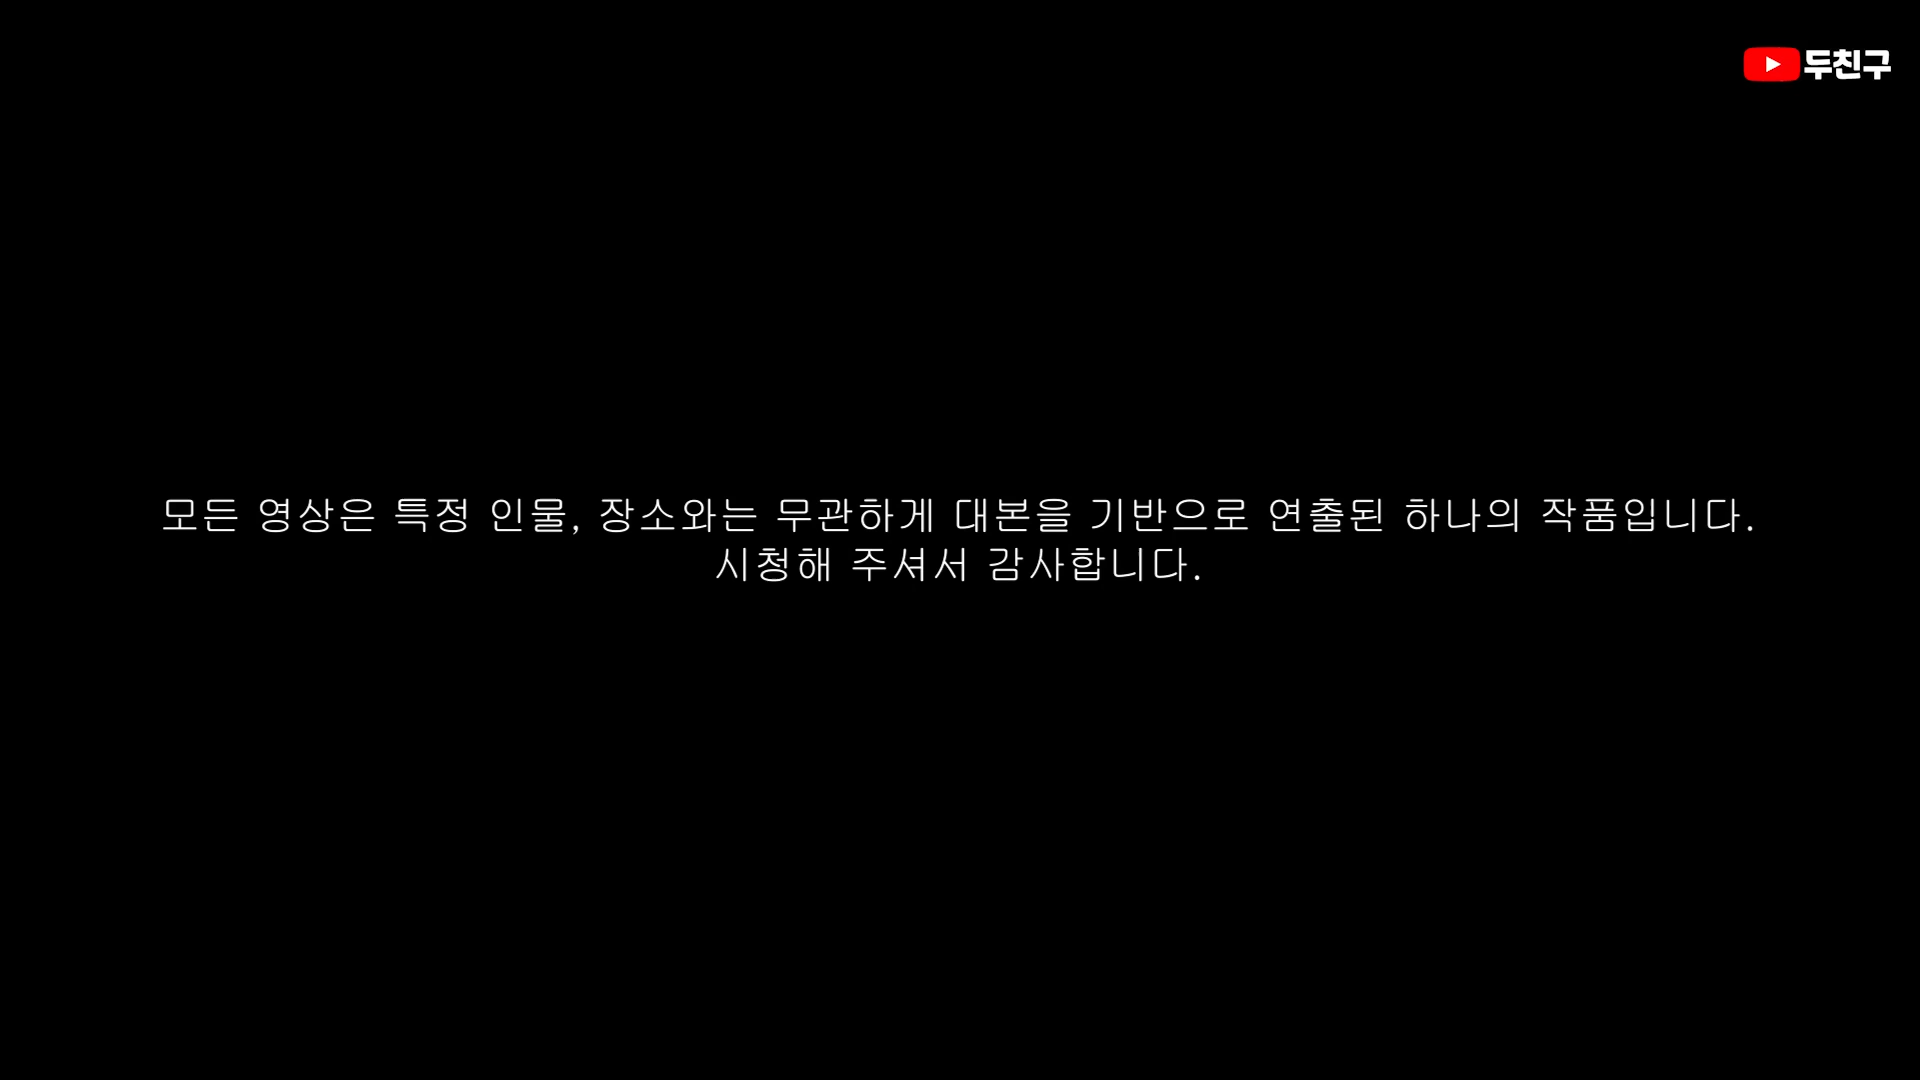 두친구
모든 영상은 특정 인물, 장소와는 무관하게 대본을 기반으로 연출된 하나의 작품입니다.
시청해 주셔서 감사합니다.